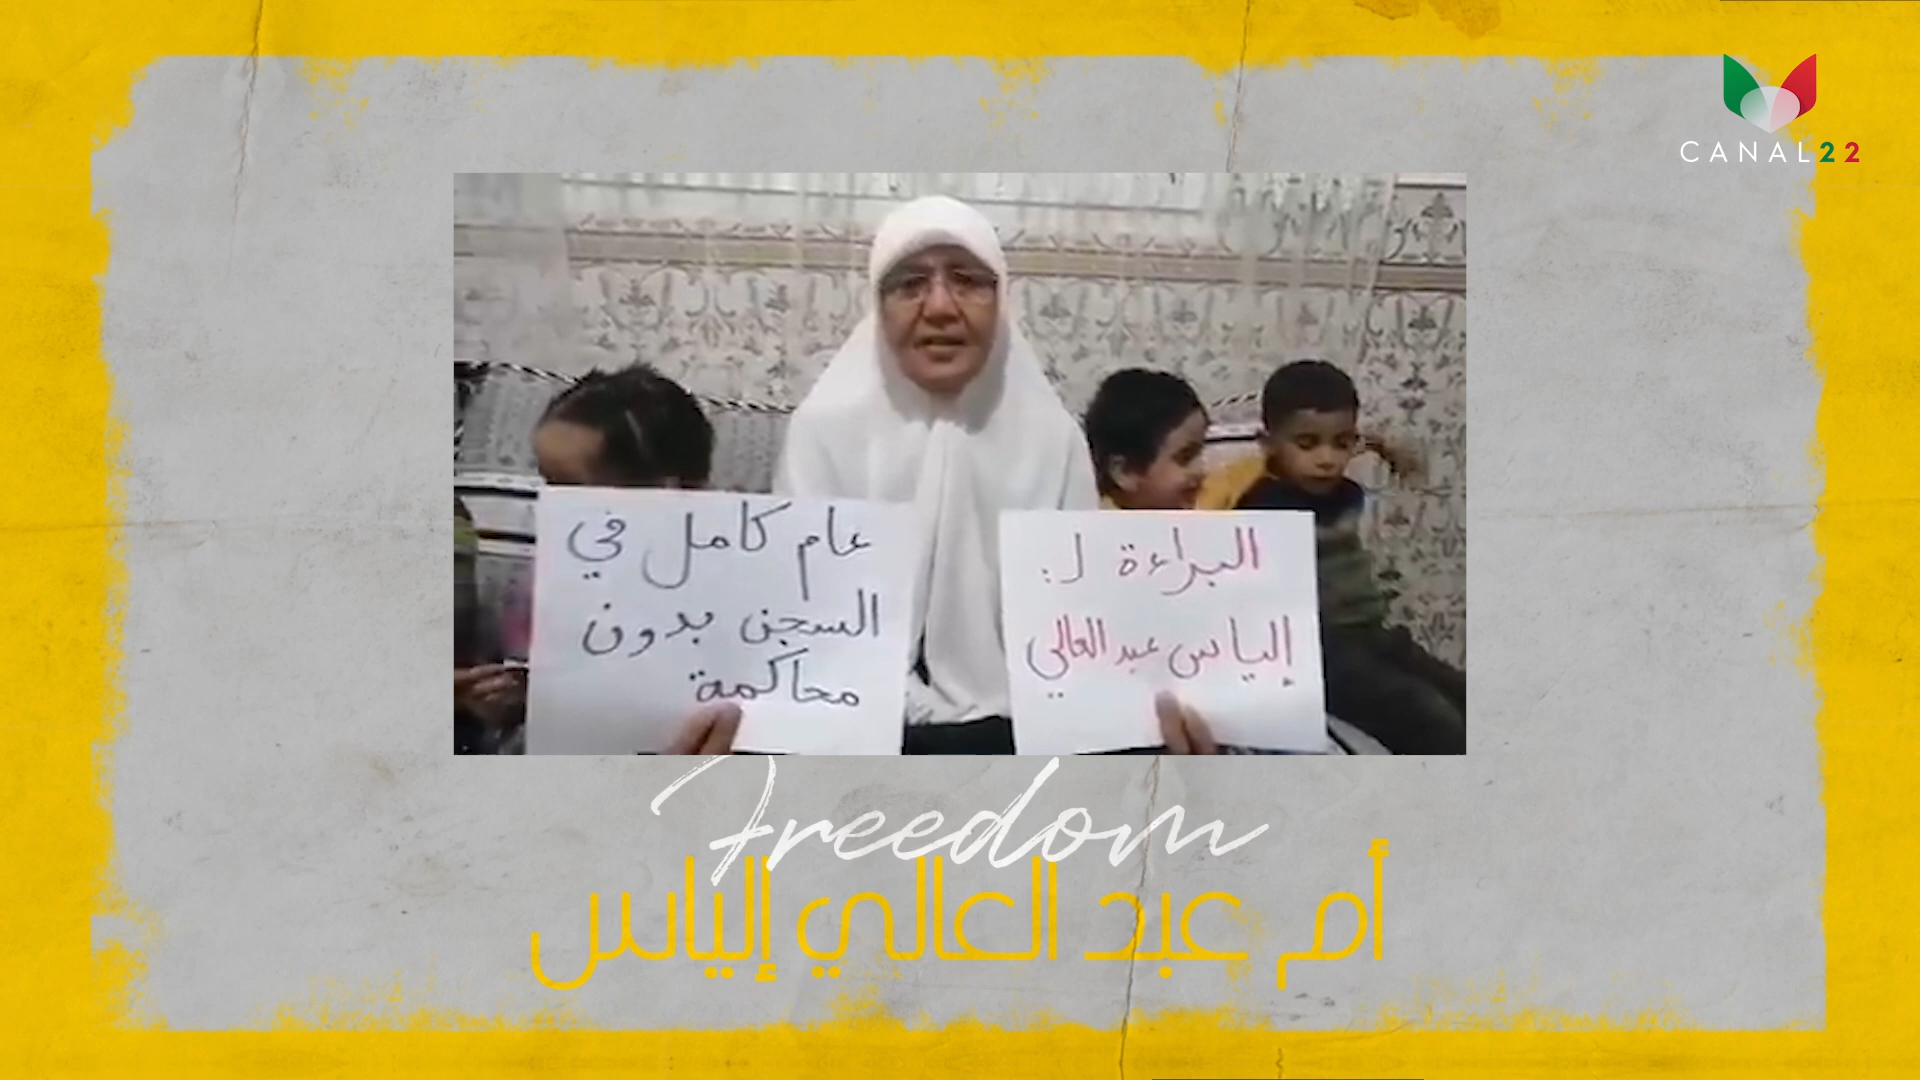 CANAL22
البراءة لـ:
إلياس عبد العالي
عام كامل في
السجن بدون
محاكمة
Freedom
أم عبد العالي إلياس